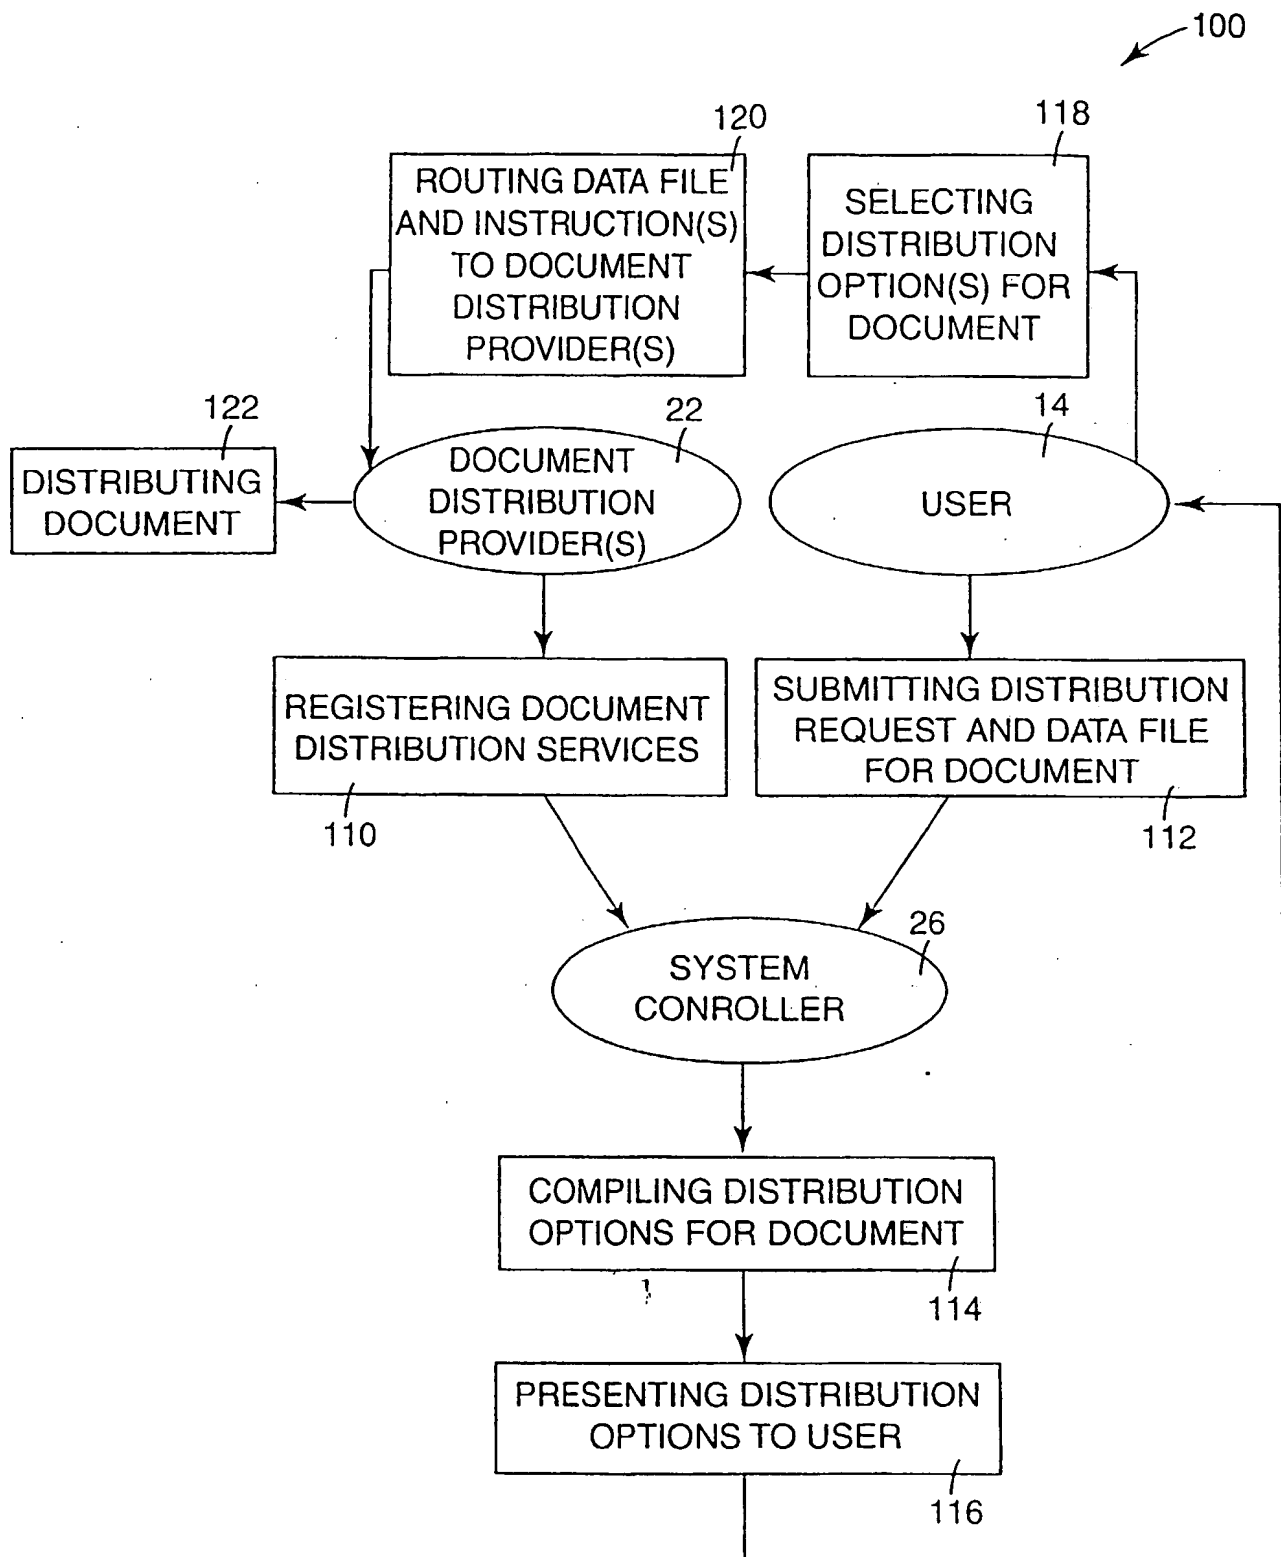 100
120
118
ROUTING DATA FILE
AND INSTRUCTION(S)
TO DOCUMENT
DISTRIBUTION
PROVIDER(S)
SELECTING
DISTRIBUTION
OPTION(S) FOR
DOCUMENT
122
22
14
DISTRIBUTING
DOCUMENT
DOCUMENT
DISTRIBUTION
PROVIDER(S)
USER
REGISTERING DOCUMENT
DISTRIBUTION SERVICES
SUBMITTING DISTRIBUTION
REQUEST AND DATA FILE
FOR DOCUMENT
110
112
26
SYSTEM
CONROLLER
COMPILING DISTRIBUTION
OPTIONS FOR DOCUMENT
114
PRESENTING DISTRIBUTION
OPTIONS TO USER
116